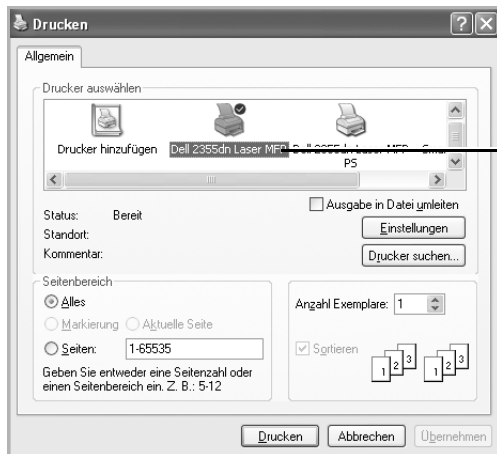 Drucken
Allgemein
Drucker auswählen
Drucker hinzufügen
Dell 2355dn Laser MFP
PS
Status: Bereit
Standort:
Kommentar:
Ausgabe in Datei umleiten
Einstellungen
Drucker suchen...
Seitenbereich
Alles
Markierung Aktuelle Seite
Seiten: 1-65535
Geben Sie entweder eine Seitenzahl oder
einen Seitenbereich ein. Z. B.: 5-12
Anzahl Exemplare: 1
Sortieren
1 2 3 1 2 3
Drucken Abbrechen Übernehmen